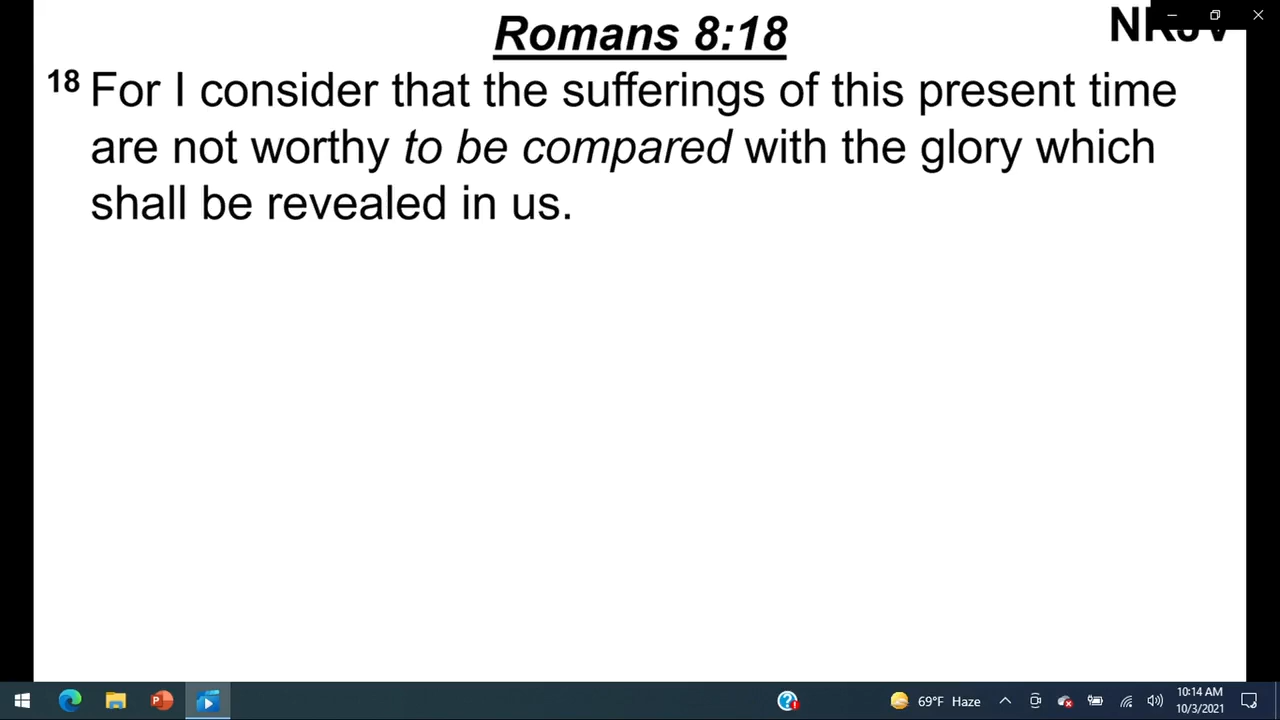 Romans 8:18
18 For I consider that the sufferings of this present time
are not worthy to be compared with the glory which
shall be revealed in us.
69°F Haze
10:14 AM
10/3/2021